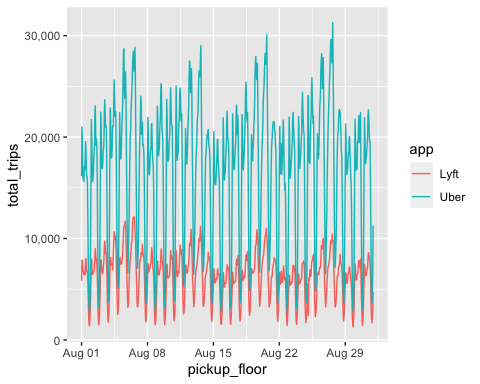 30,000
20,000
10,000
0
total_trips
Aug 01 Aug 08 Aug 15 Aug 22 Aug 29
pickup_floor
app
Lyft
Uber